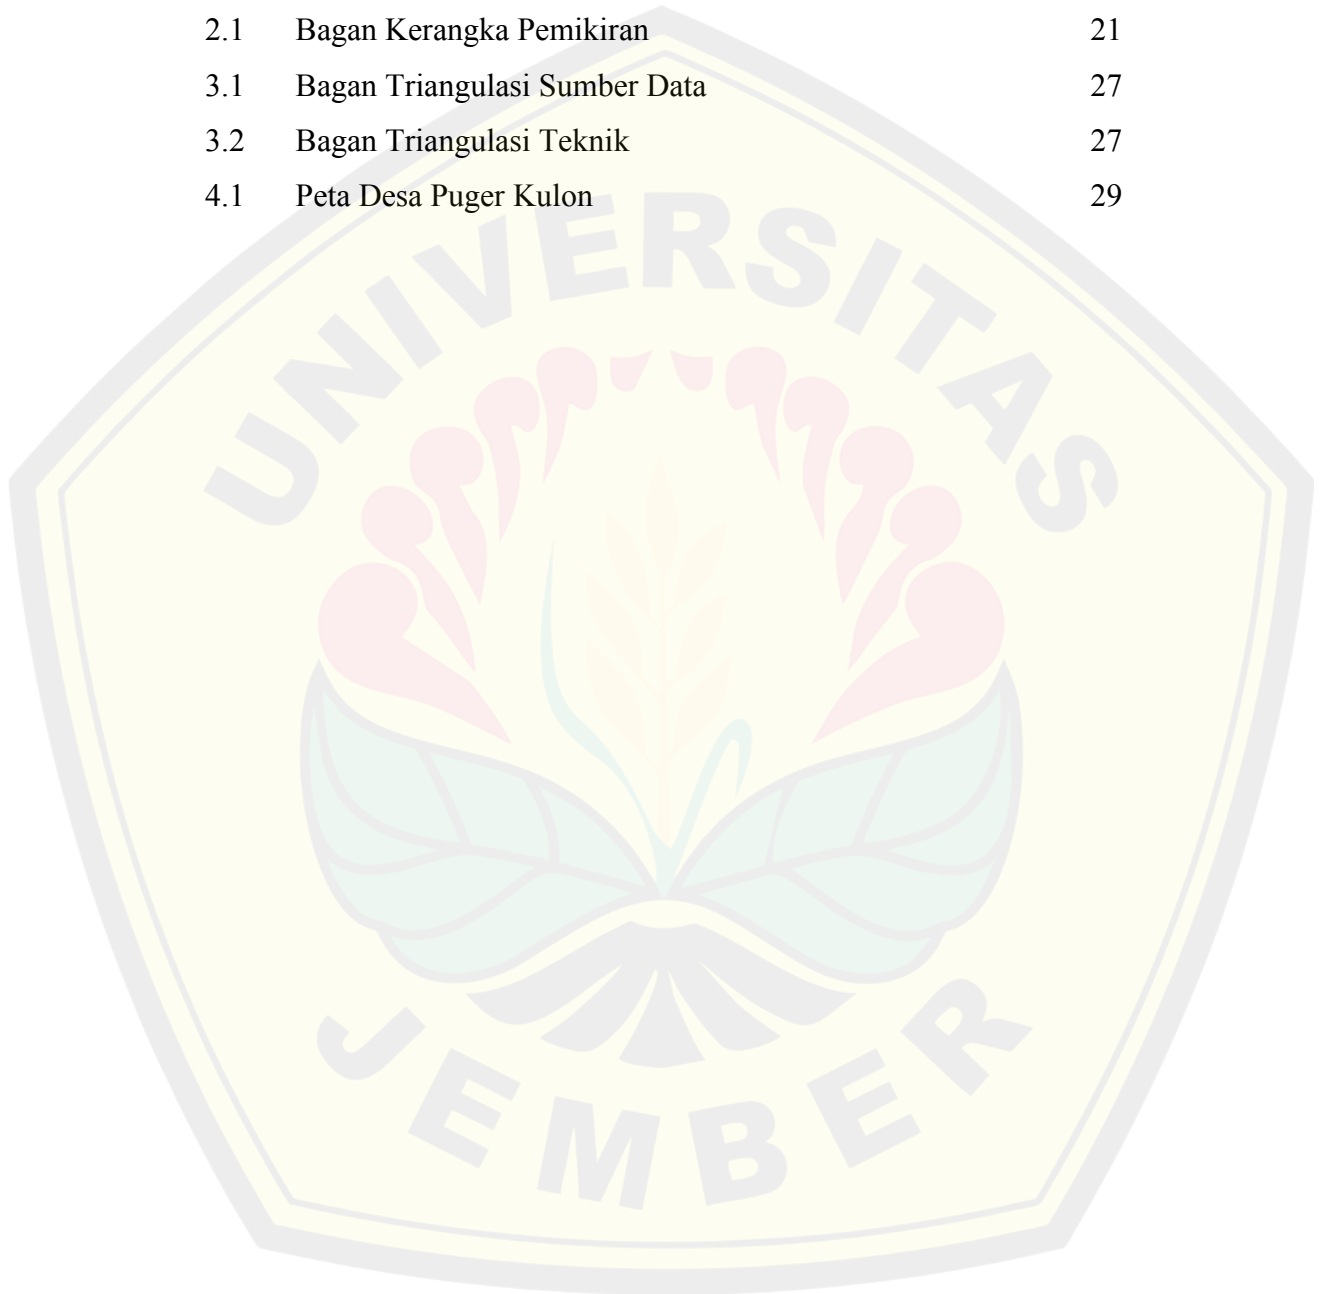 2.1 Bagan Kerangka Pemikiran 21
3.1 Bagan Triangulasi Sumber Data 27
3.2 Bagan Triangulasi Teknik 27
4.1 Peta Desa Puger Kulon 29
UNIVERSITAS
JEMBER